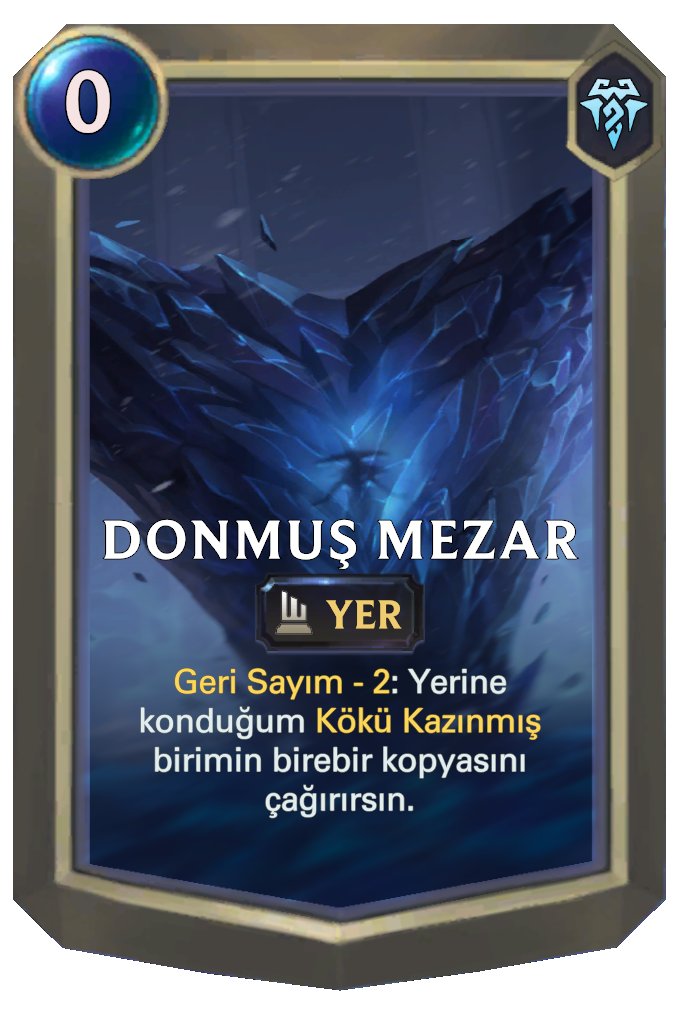 0
DONMUŞ MEZAR
YER
Geri Sayım - 2: Yerine
konduğum Kökü Kazınmış
birimin birebir kopyasını
çağırırsın.